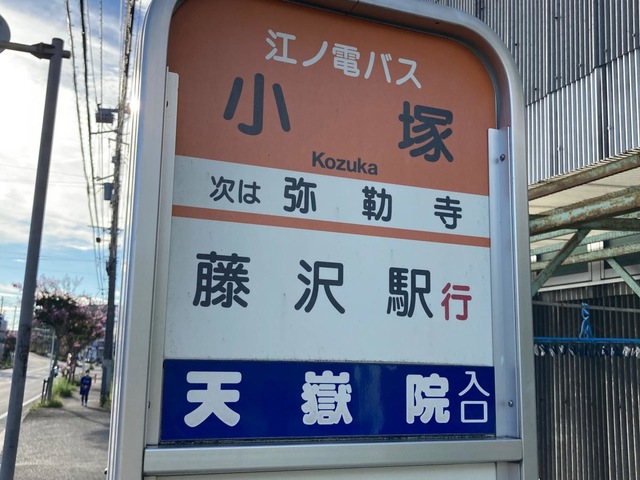 江ノ電バス
小塚
Kozuka
次は 弥勒寺
藤沢駅行
天嶽院入口